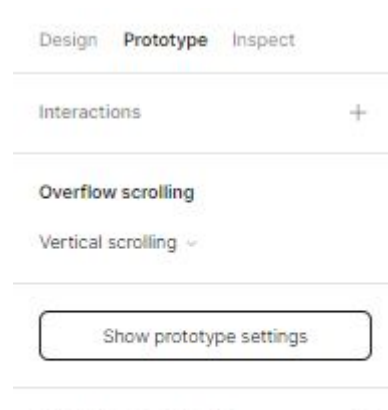 Design Prototype Inspect
Interactions
Overflow scrolling
Vertical scrolling
Show prototype settings